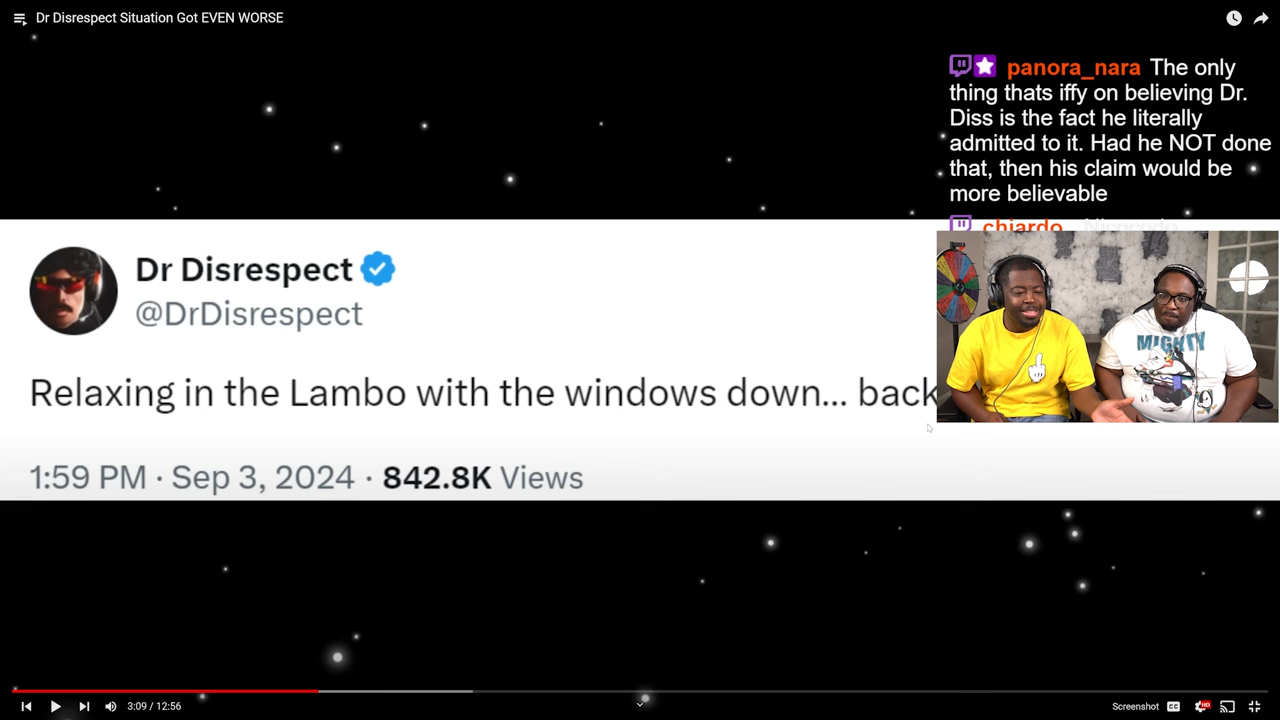 Dr Disrespect Situation Got EVEN WORSE
panora_nara The only
thing thats iffy on believing Dr.
Diss is the fact he literally
admitted to it. Had he NOT done
that, then his claim would be
more believable
chiardo
Dr Disrespect
@DrDisrespect
Relaxing in the Lambo with the windows down... back
1:59 PM · Sep 3, 2024 · 842.8K Views
MIGHTY
3:09 / 12:56
Screenshot
CC
HD